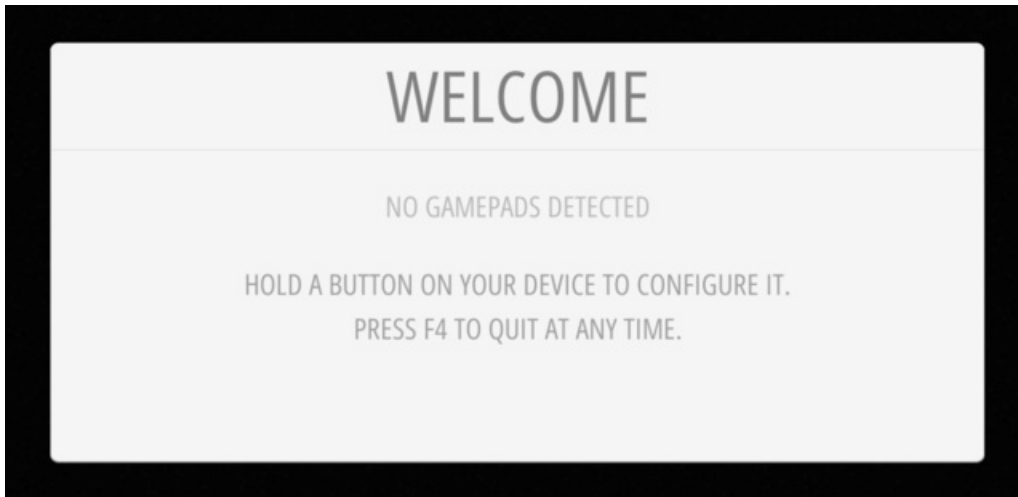 WELCOME
NO GAMEPADS DETECTED
HOLD A BUTTON ON YOUR DEVICE TO CONFIGURE IT.
PRESS F4 TO QUIT AT ANY TIME.